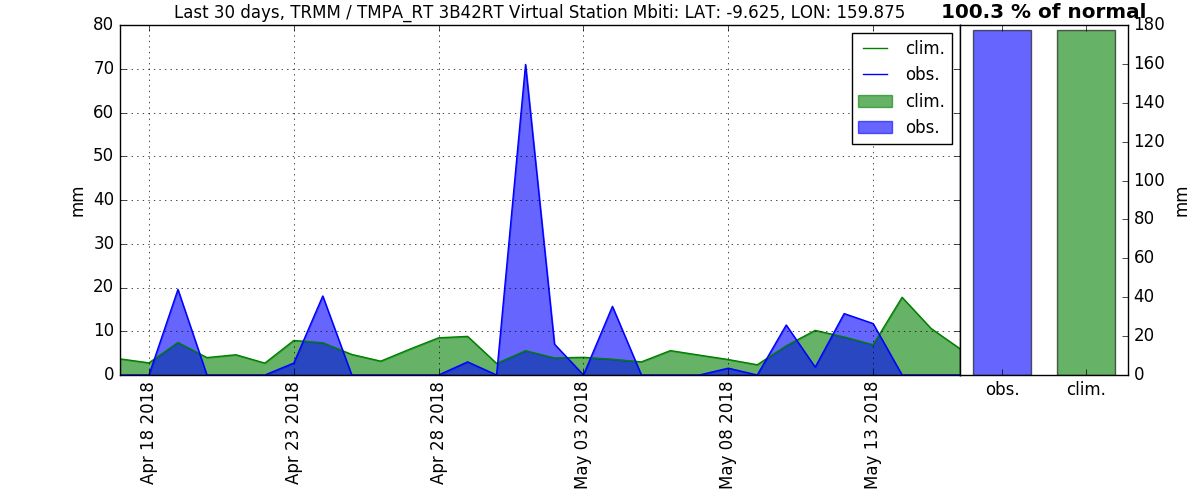 Last 30 days, TRMM / TMPA_RT 3B42RT Virtual Station Mbiti: LAT: -9.625, LON: 159.875
100.3 % of normal
80
70
60
50
40
30
20
10
0
mm
clim.
obs.
clim.
obs.
Apr 18 2018
Apr 23 2018
Apr 28 2018
May 03 2018
May 08 2018
May 13 2018
180
160
140
120
100
80
60
40
20
0
mm
obs.
clim.